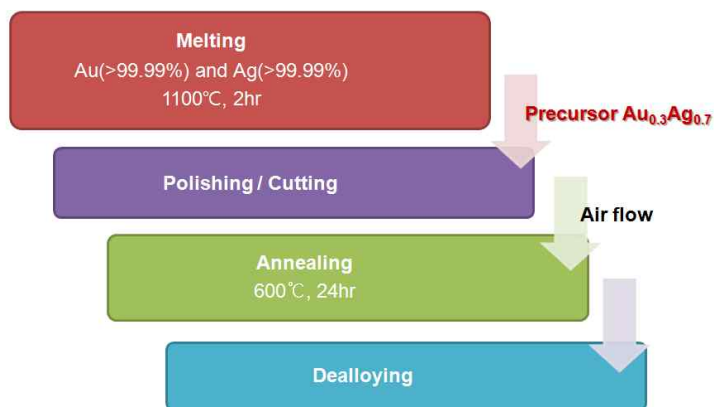 Melting
Au(>99.99%) and Ag(>99.99%)
1100℃, 2hr
Precursor Au₀.₃Ag₀.₇
Polishing / Cutting
Air flow
Annealing
600℃, 24hr
Dealloying